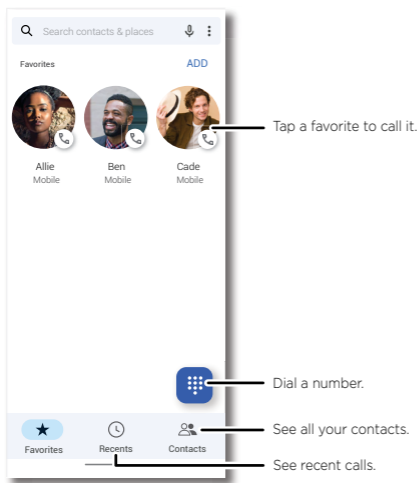 Search contacts & places
Favorites ADD
Tap a favorite to call it.
Allie Ben Cade
Mobile Mobile Mobile
Dial a number.
See all your contacts.
Favorites Recents Contacts
See recent calls.